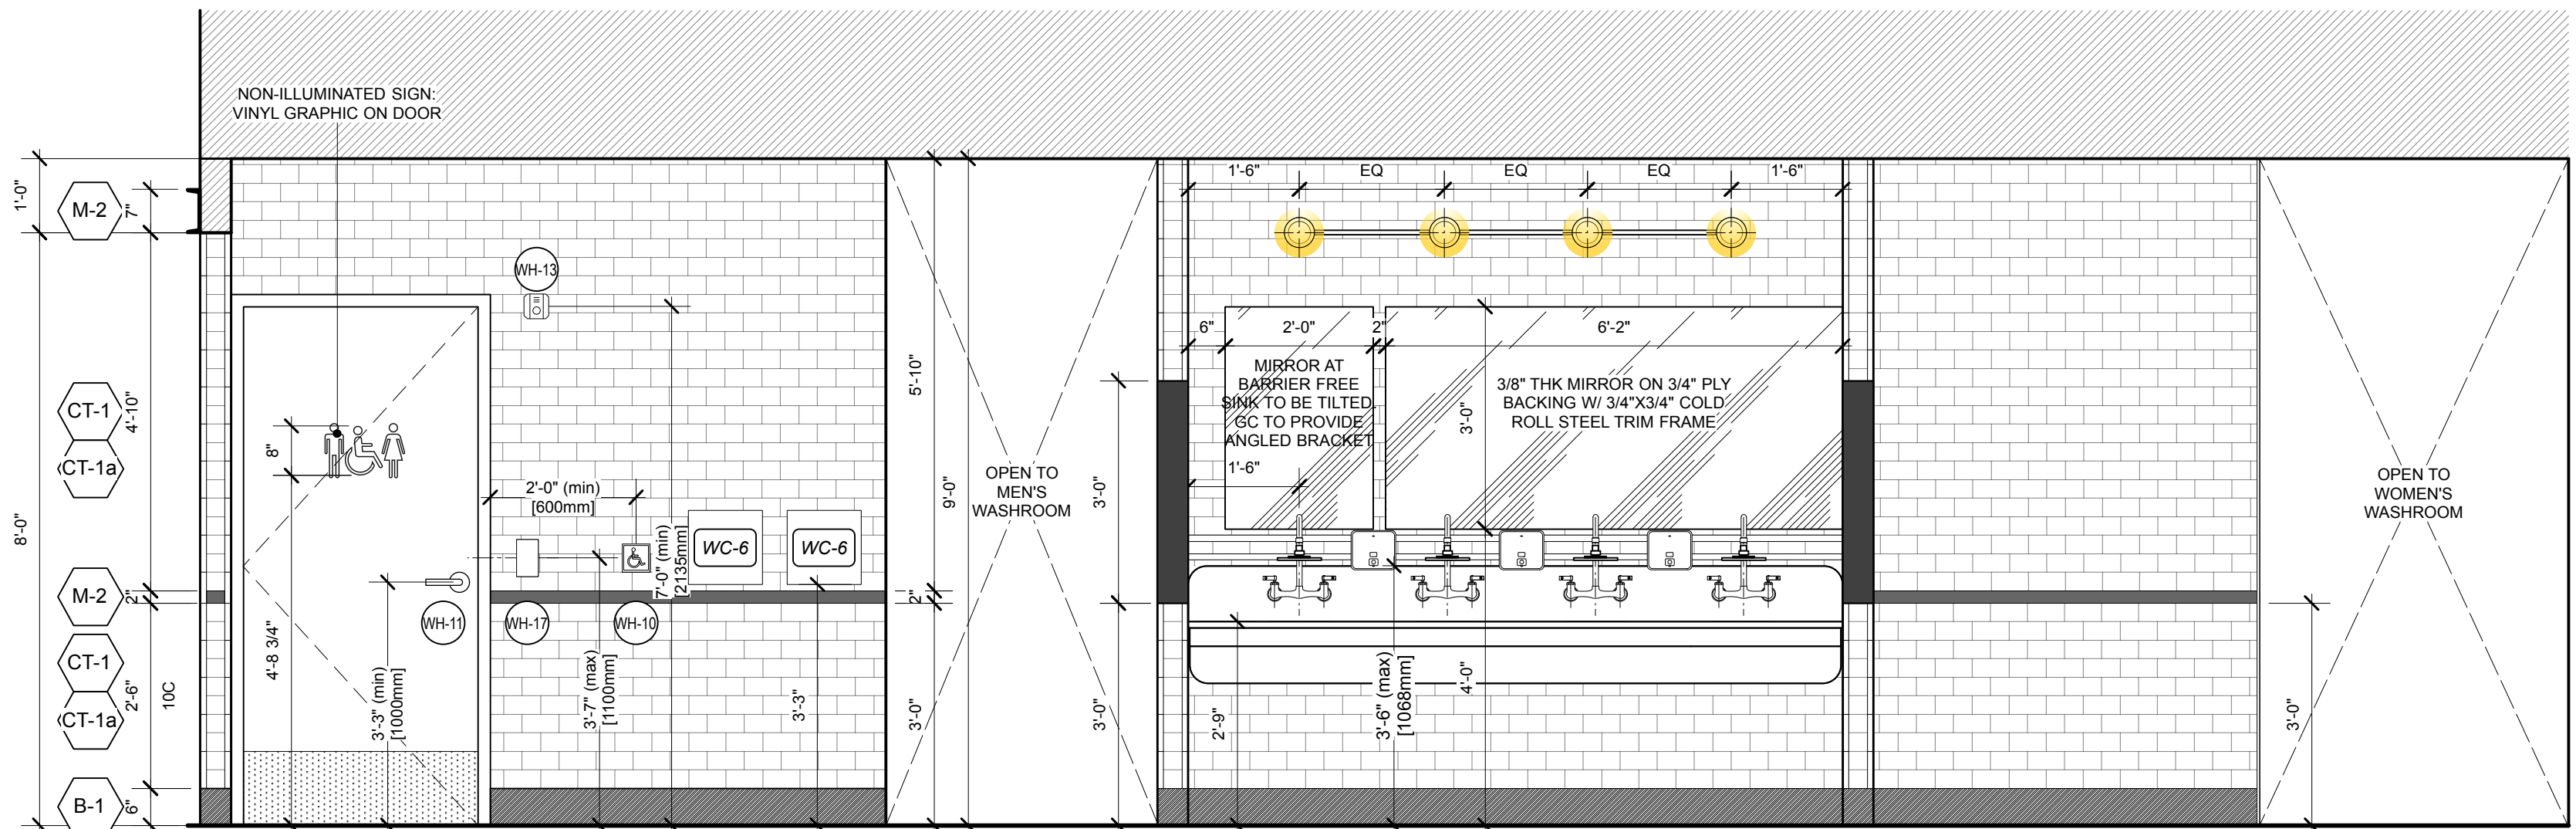 NON-ILLUMINATED SIGN:
VINYL GRAPHIC ON DOOR
1'-0"
M-2
7"
8'-0"
CT-1
CT-1a
4'-10"
M-2
2"
CT-1
CT-1a
2'-6"
10C
B-1
6"
8"
4'-8 3/4"
3'-3" (min)
[1000mm]
WH-13
2'-0" (min)
[600mm]
WH-11
WH-17
WH-10
3'-7" (max)
[1100mm]
7'-0" (min)
[2135mm]
WC-6
WC-6
3'-3"
5'-10"
2"
3'-0"
9'-0"
OPEN TO
MEN'S
WASHROOM
3'-0"
3'-0"
1'-6"
EQ
EQ
EQ
1'-6"
6"
2'-0"
2"
6'-2"
MIRROR AT
BARRIER FREE
SINK TO BE TILTED.
GC TO PROVIDE
ANGLED BRACKET
1'-6"
3'-0"
3/8" THK MIRROR ON 3/4" PLY
BACKING W/ 3/4"X3/4" COLD
ROLL STEEL TRIM FRAME
2'-9"
3'-6" (max)
[1068mm]
4'-0"
OPEN TO
WOMEN'S
WASHROOM
3'-0"